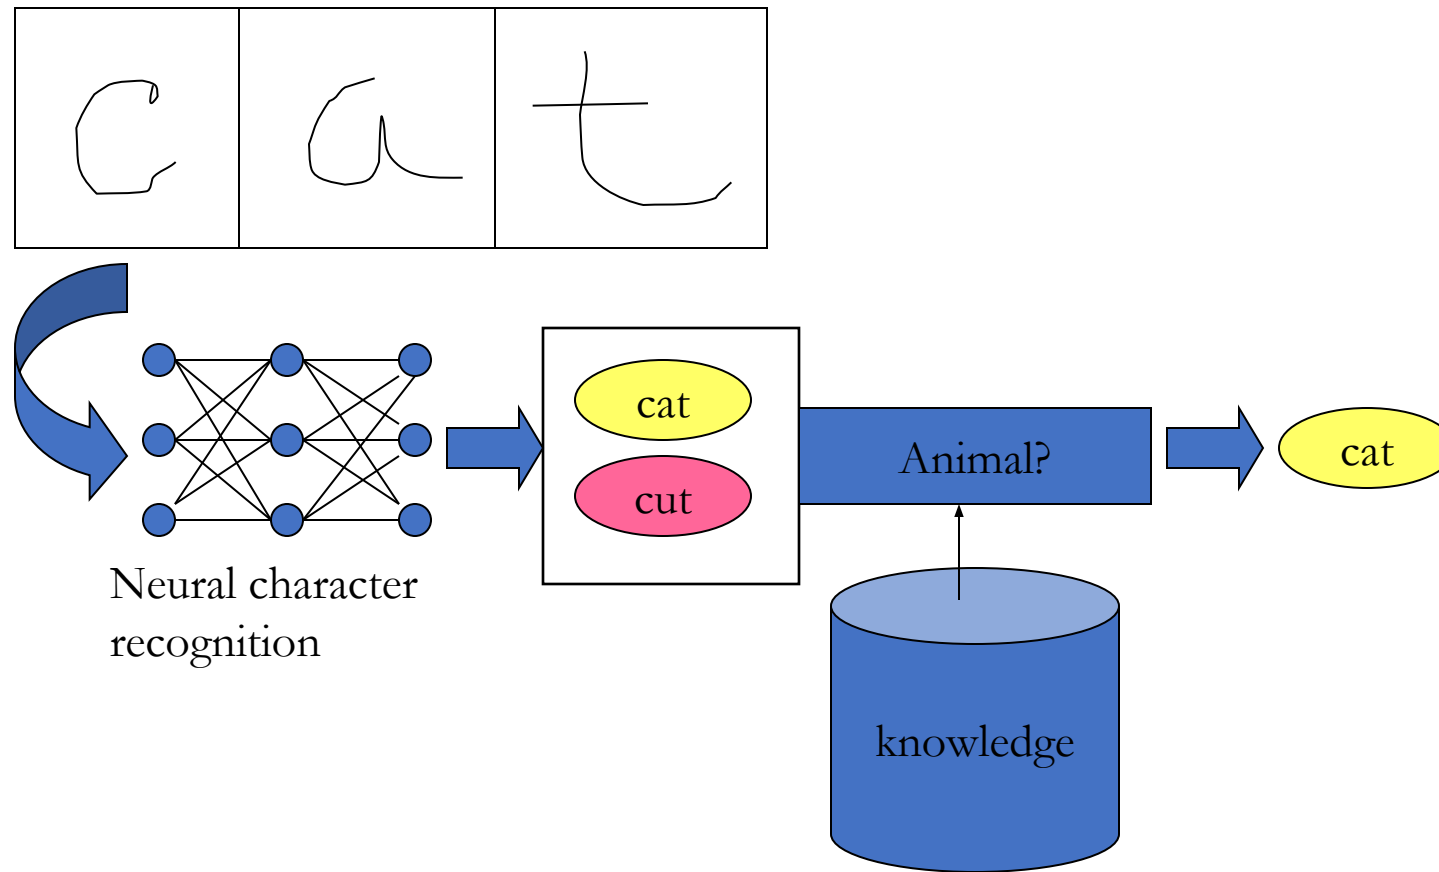 c a t
cat
cut
Animal?
cat
Neural character
recognition
knowledge